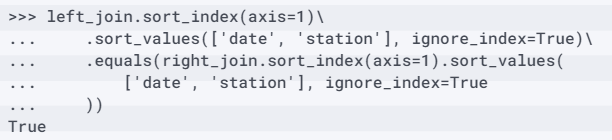 >>> left_join.sort_index(axis=1)\
...     .sort_values(['date', 'station'], ignore_index=True)\
...     .equals(right_join.sort_index(axis=1).sort_values(
...         ['date', 'station'], ignore_index=True
...     ))
True